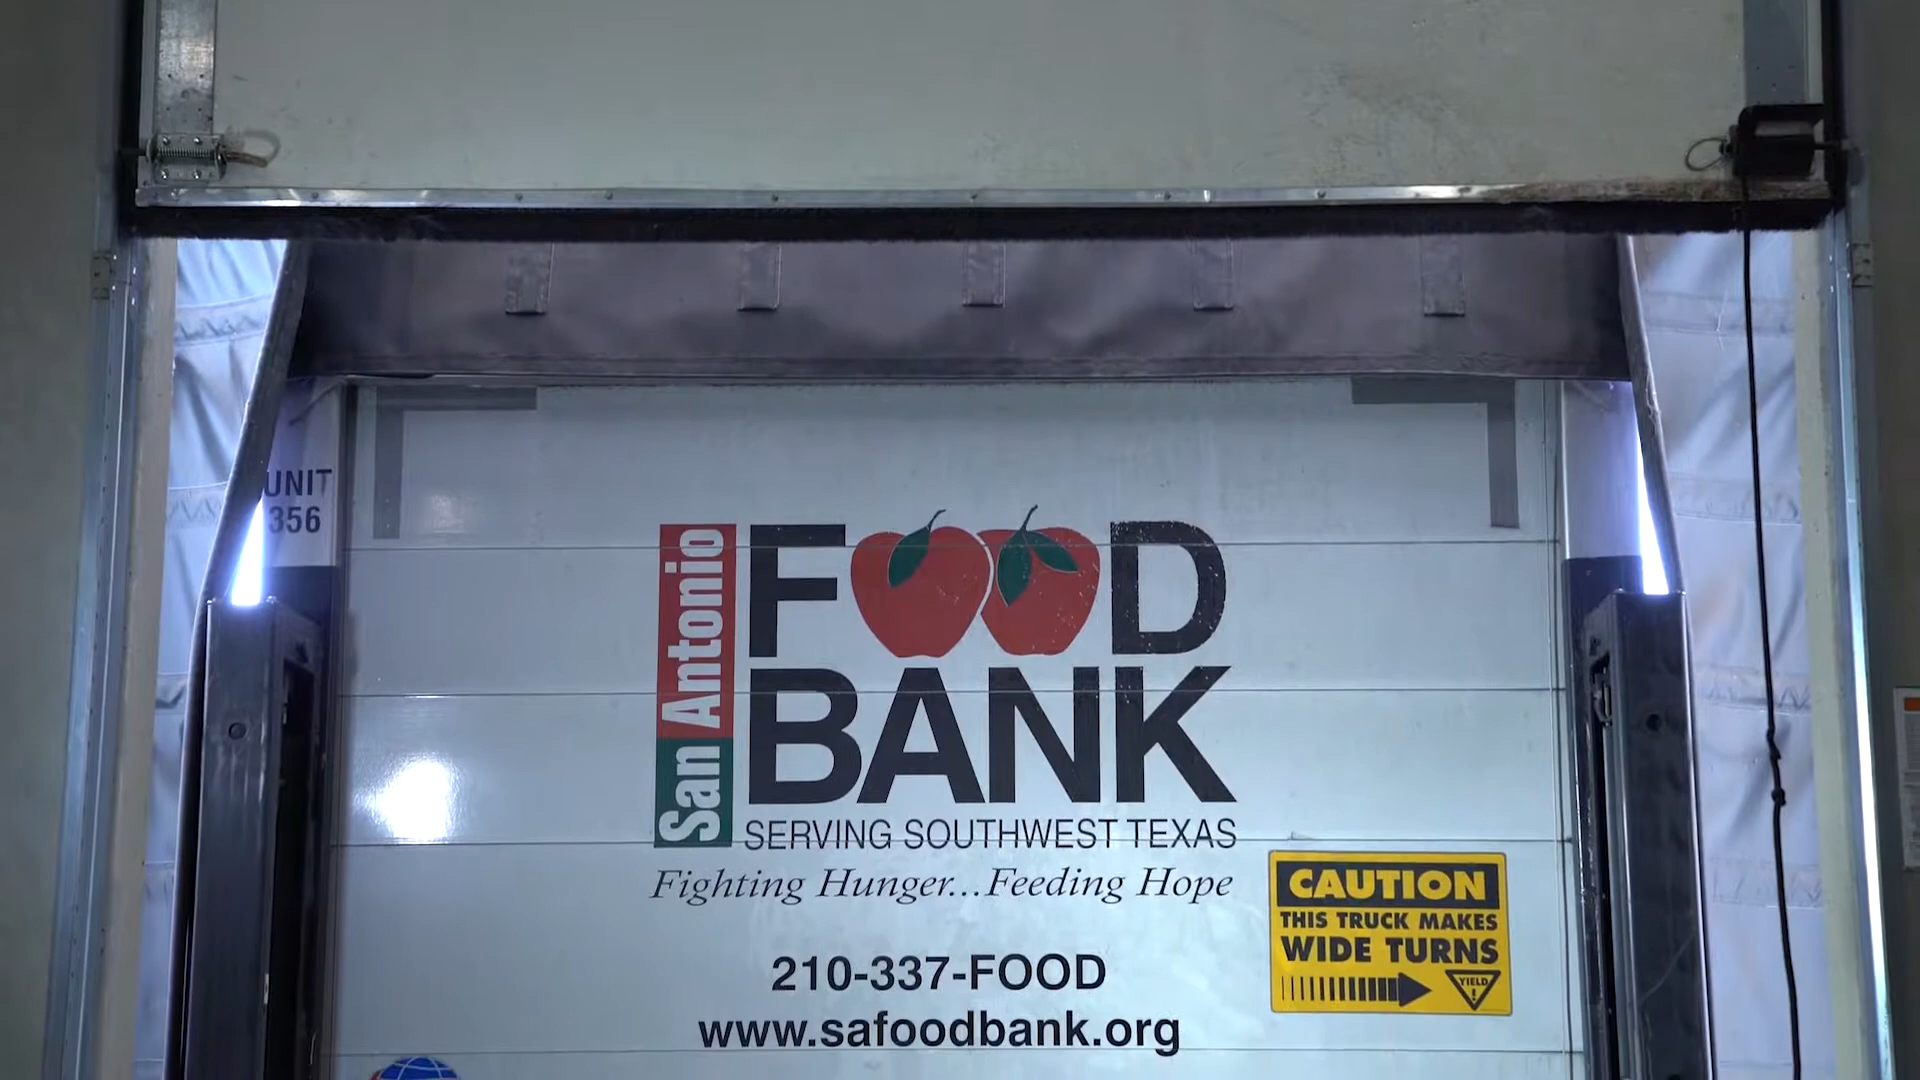 UNIT
356
San Antonio
FOOD
BANK
SERVING SOUTHWEST TEXAS
Fighting Hunger...Feeding Hope
210-337-FOOD
www.safoodbank.org
CAUTION
THIS TRUCK MAKES
WIDE TURNS
YIELD
!